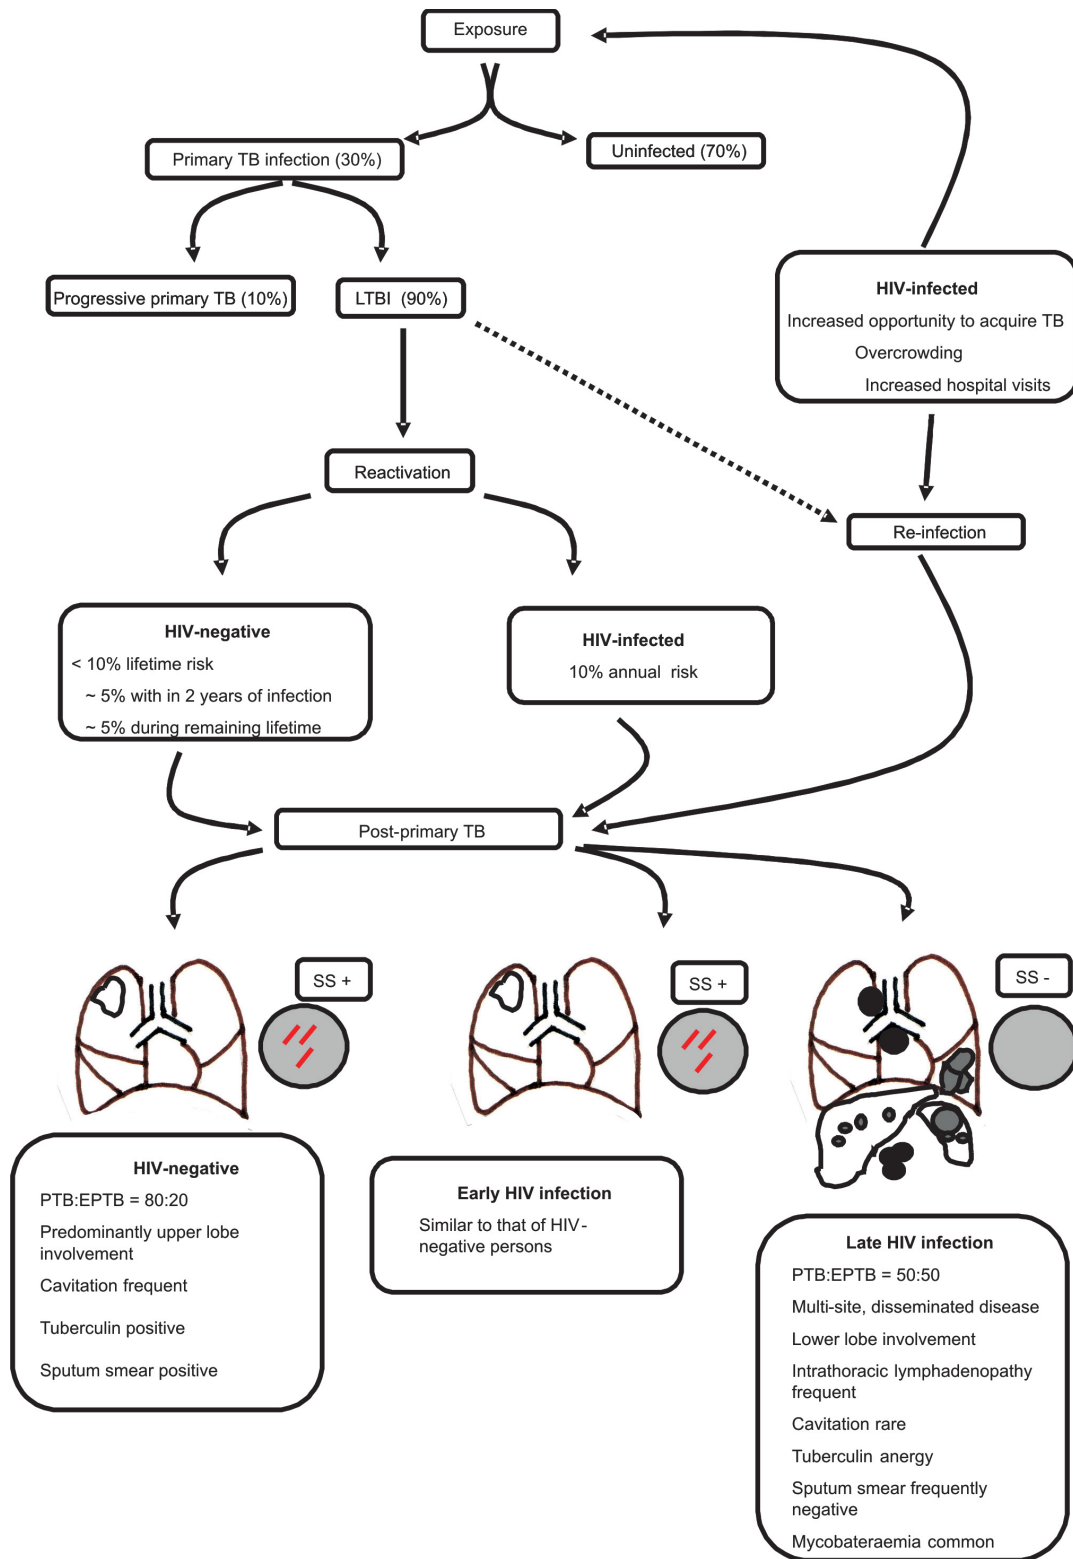 Exposure
Primary TB infection (30%)
Uninfected (70%)
Progressive primary TB (10%)
LTBI (90%)
HIV-infected
Increased opportunity to acquire TB
Overcrowding
Increased hospital visits
Reactivation
Re-infection
HIV-negative
< 10% lifetime risk
~ 5% with in 2 years of infection
~ 5% during remaining lifetime
HIV-infected
10% annual risk
Post-primary TB
SS +
SS +
SS -
HIV-negative
PTB:EPTB = 80:20
Predominantly upper lobe
involvement
Cavitation frequent
Tuberculin positive
Sputum smear positive
Early HIV infection
Similar to that of HIV-
negative persons
Late HIV infection
PTB:EPTB = 50:50
Multi-site, disseminated disease
Lower lobe involvement
Intrathoracic lymphadenopathy
frequent
Cavitation rare
Tuberculin anergy
Sputum smear frequently
negative
Mycobateraemia common